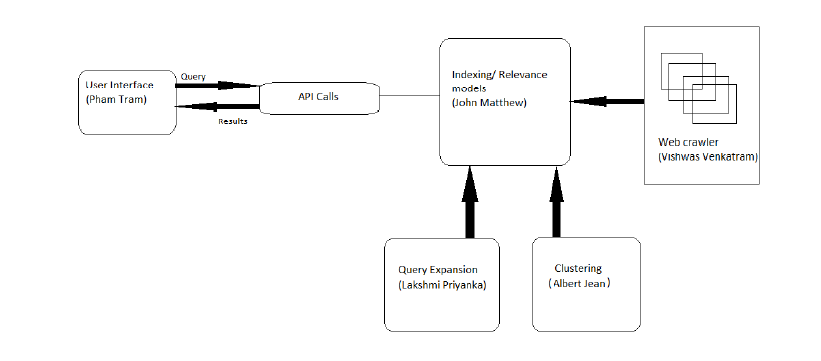 User Interface
(Pham Tram)
Query
Results
API Calls
Indexing/ Relevance
models
(John Matthew)
Web crawler
(Vishwas Venkatram)
Query Expansion
(Lakshmi Priyanka)
Clustering
(Albert Jean)